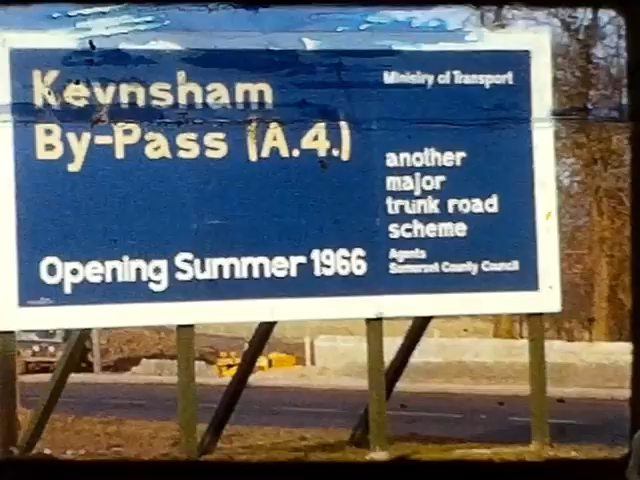 Keynsham
By-Pass (A.4.)
Opening Summer 1966
Ministry of Transport
another
major
trunk road
scheme
Agents
Somerset County Council